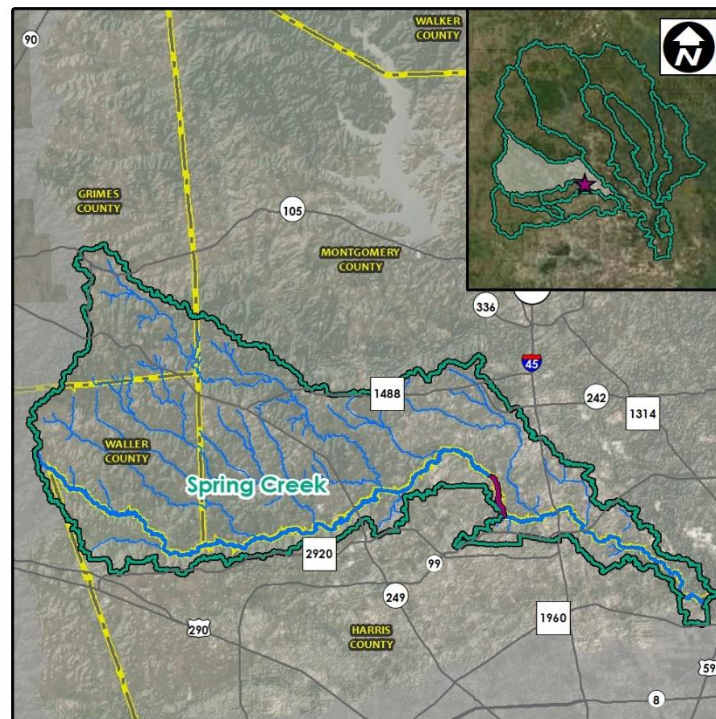 WALKER
COUNTY
90
N
GRIMES
COUNTY
105
MONTGOMERY
COUNTY
336
45
1488
242
1314
WALLER
COUNTY
Spring Creek
2920
99
249
290
1960
HARRIS
COUNTY
59
8